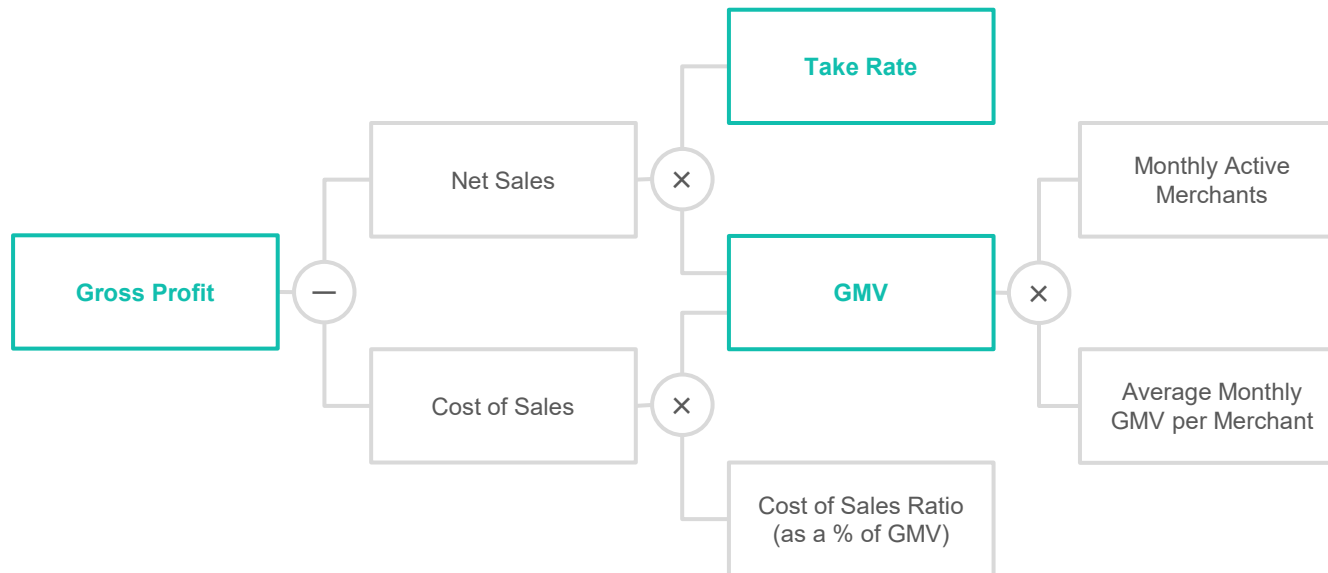 Take Rate
Net Sales
×
Monthly Active
Merchants
Gross Profit
—
GMV
×
Cost of Sales
×
Average Monthly
GMV per Merchant
Cost of Sales Ratio
(as a % of GMV)